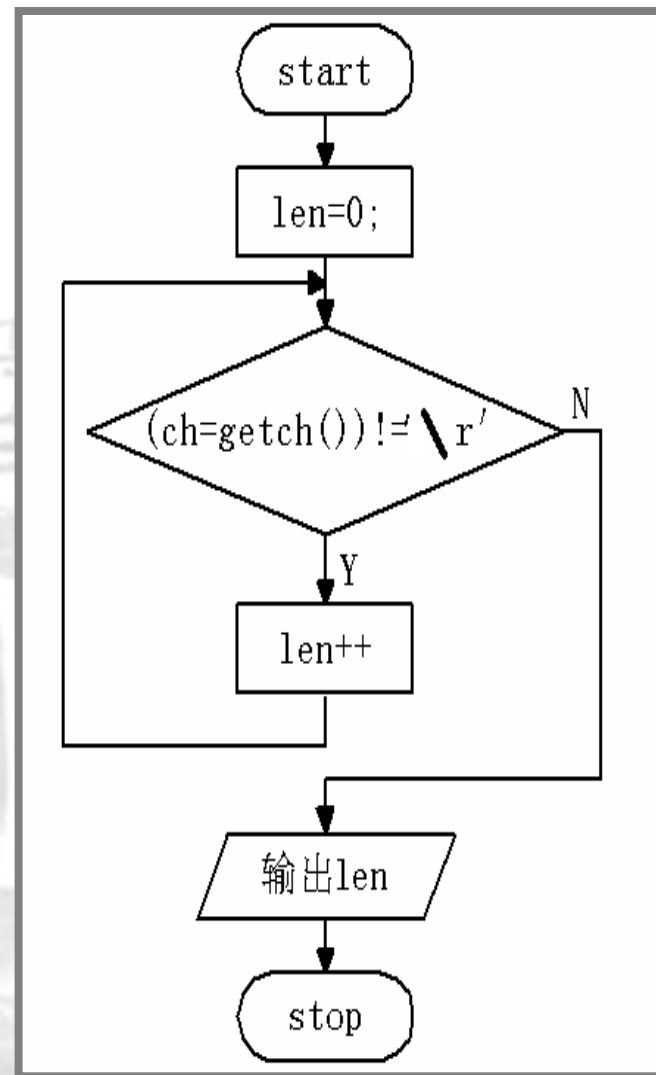 start
len=0;
(ch=getch())!='\r'
N
Y
len++
输出len
stop